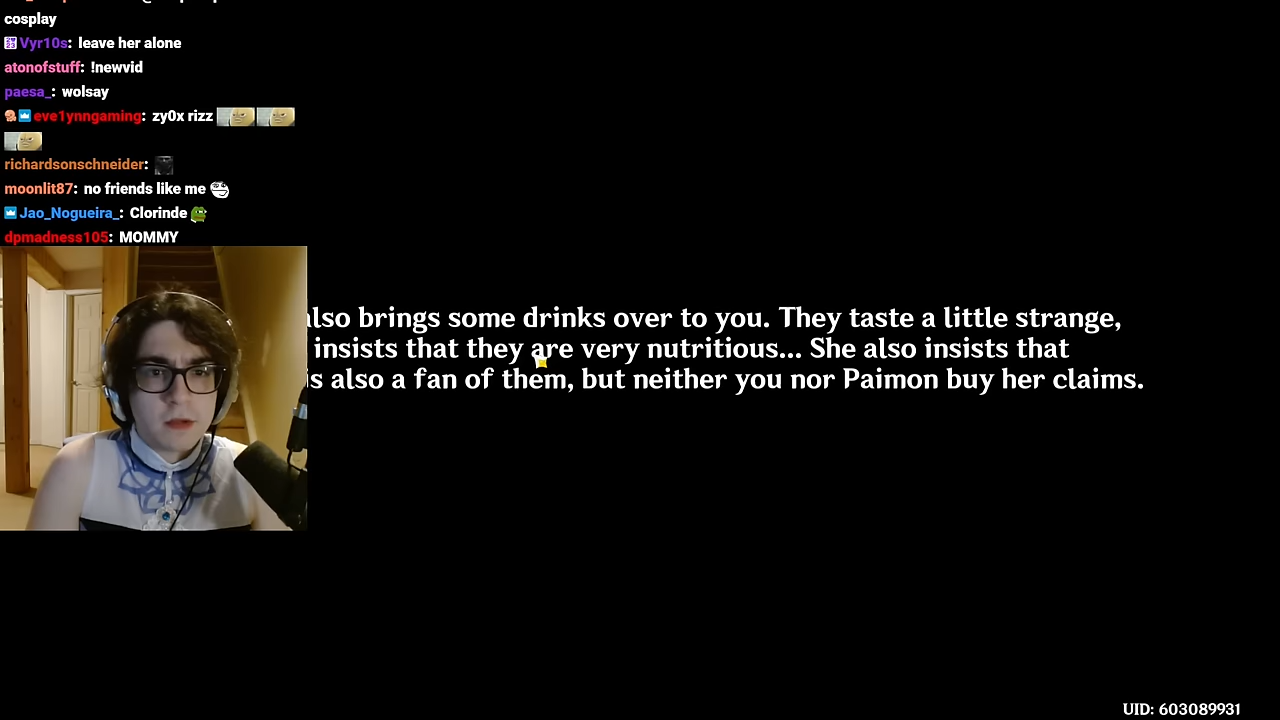 cosplay
Vyr10s: leave her alone
atonofstuff: !newvid
paesa_: wolsay
eve1ynngaming: zy0x rizz
richardsonschneider:
moonlit87: no friends like me
Jao_Nogueira_: Clorinde
dpmadness105: MOMMY
also brings some drinks over to you. They taste a little strange,
insists that they are very nutritious... She also insists that
is also a fan of them, but neither you nor Paimon buy her claims.
UID: 603089931